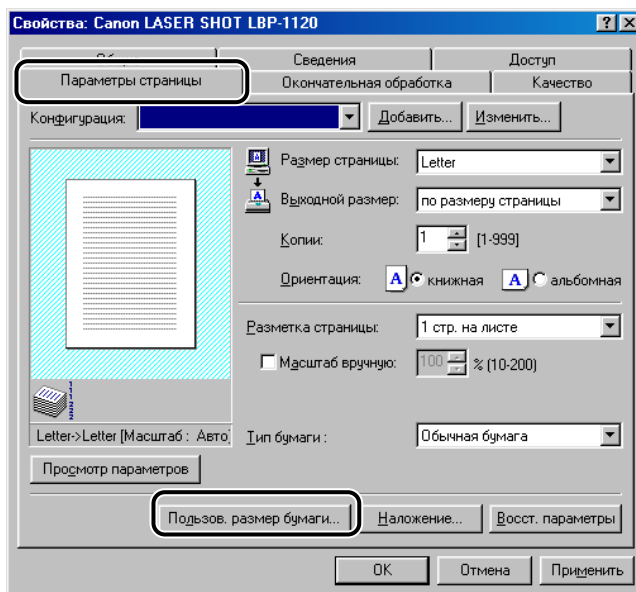 Свойства: Canon LASER SHOT LBP-1120
Сведения
Доступ
Параметры страницы
Окончательная обработка
Качество
Конфигурация:
Добавить...
Изменить...
Размер страницы:
Letter
Выходной размер:
по размеру страницы
Копии:
1
[1-999]
Ориентация:
A
книжная
A
альбомная
Разметка страницы:
1 стр. на листе
Масштаб вручную:
100
% (10-200)
Letter->Letter [Масштаб : Авто]
Тип бумаги :
Обычная бумага
Просмотр параметров
Пользов. размер бумаги...
Наложение...
Восст. параметры
OK
Отмена
Применить